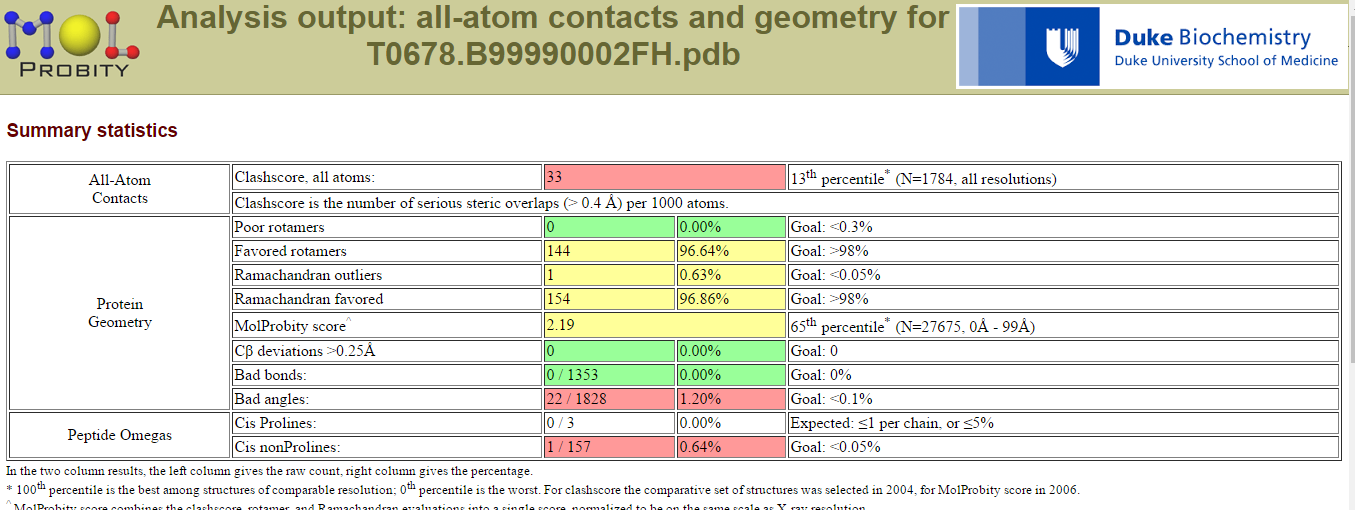 MOL
PROBITY
Analysis output: all-atom contacts and geometry for
T0678.B99990002FH.pdb
Duke Biochemistry
Duke University School of Medicine
Summary statistics
All-Atom
Contacts
Clashscore, all atoms: 33 13th percentile* (N=1784, all resolutions)
Clashscore is the number of serious steric overlaps (> 0.4 Å) per 1000 atoms.
Protein
Geometry
Poor rotamers 0 0.00% Goal: <0.3%
Favored rotamers 144 96.64% Goal: >98%
Ramachandran outliers 1 0.63% Goal: <0.05%
Ramachandran favored 154 96.86% Goal: >98%
MolProbity score^ 2.19 65th percentile* (N=27675, 0Å - 99Å)
Cβ deviations >0.25Å 0 0.00% Goal: 0
Bad bonds: 0 / 1353 0.00% Goal: 0%
Bad angles: 22 / 1828 1.20% Goal: <0.1%
Peptide Omegas
Cis Prolines: 0 / 3 0.00% Expected: ≤1 per chain, or ≤5%
Cis nonProlines: 1 / 157 0.64% Goal: <0.05%
In the two column results, the left column gives the raw count, right column gives the percentage.
* 100th percentile is the best among structures of comparable resolution; 0th percentile is the worst. For clashscore the comparative set of structures was selected in 2004, for MolProbity score in 2006.
^ MolProbity score combines the clashscore, rotamer, and Ramachandran evaluations into a single score, normalized to be on the same scale as X-ray resolution.